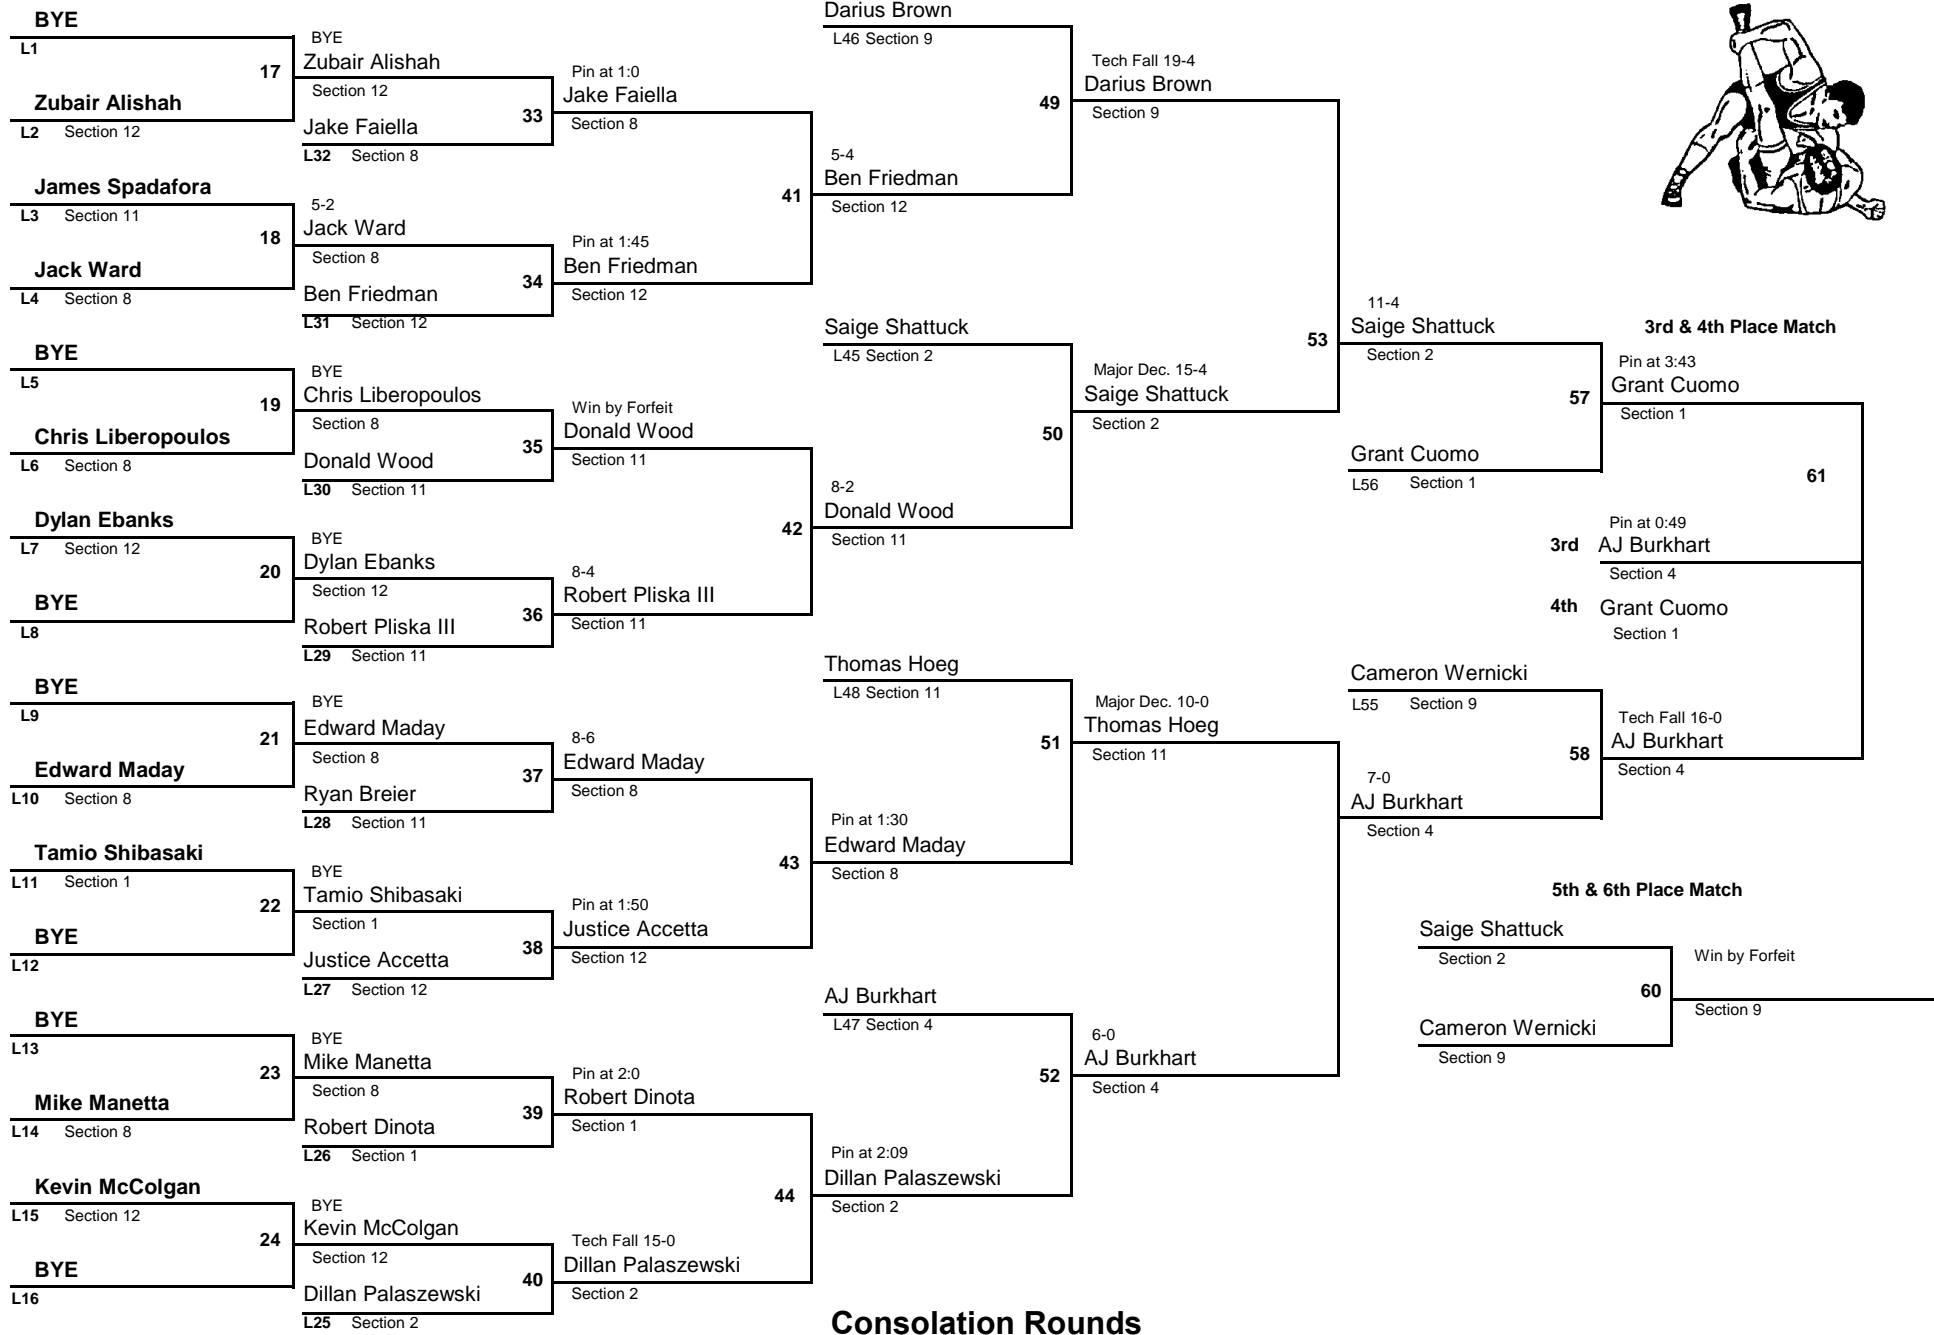 BYE
L1
17
Zubair Alishah
L2 Section 12
James Spadafora
L3 Section 11
18
Jack Ward
L4 Section 8
BYE
L5
19
Chris Liberopoulos
L6 Section 8
Dylan Ebanks
L7 Section 12
20
BYE
L8
BYE
L9
21
Edward Maday
L10 Section 8
Tamio Shibasaki
L11 Section 1
22
BYE
L12
BYE
L13
23
Mike Manetta
L14 Section 8
Kevin McColgan
L15 Section 12
24
BYE
L16
BYE
Zubair Alishah
Section 12
33
Jake Faiella
L32 Section 8
5-2
Jack Ward
Section 8
34
Ben Friedman
L31 Section 12
BYE
Chris Liberopoulos
Section 8
35
Donald Wood
L30 Section 11
BYE
Dylan Ebanks
Section 12
36
Robert Pliska III
L29 Section 11
BYE
Edward Maday
Section 8
37
Ryan Breier
L28 Section 11
BYE
Tamio Shibasaki
Section 1
38
Justice Accetta
L27 Section 12
BYE
Mike Manetta
Section 8
39
Robert Dinota
L26 Section 1
BYE
Kevin McColgan
Section 12
40
Dillan Palaszewski
L25 Section 2
Pin at 1:0
Jake Faiella
Section 8
41
Pin at 1:45
Ben Friedman
Section 12
Win by Forfeit
Donald Wood
Section 11
42
8-4
Robert Pliska III
Section 11
8-6
Edward Maday
Section 8
43
Pin at 1:50
Justice Accetta
Section 12
Pin at 2:0
Robert Dinota
Section 1
44
Tech Fall 15-0
Dillan Palaszewski
Section 2
Darius Brown
L46 Section 9
49
5-4
Ben Friedman
Section 12
Saige Shattuck
L45 Section 2
50
8-2
Donald Wood
Section 11
Thomas Hoeg
L48 Section 11
51
Pin at 1:30
Edward Maday
Section 8
AJ Burkhart
L47 Section 4
52
Pin at 2:09
Dillan Palaszewski
Section 2
Tech Fall 19-4
Darius Brown
Section 9
53
Major Dec. 15-4
Saige Shattuck
Section 2
Major Dec. 10-0
Thomas Hoeg
Section 11
6-0
AJ Burkhart
Section 4
11-4
Saige Shattuck
Section 2
57
Grant Cuomo
L56 Section 1
Cameron Wernicki
L55 Section 9
58
7-0
AJ Burkhart
Section 4
3rd & 4th Place Match
Pin at 3:43
Grant Cuomo
Section 1
61
Pin at 0:49
3rd AJ Burkhart
Section 4
4th Grant Cuomo
Section 1
Tech Fall 16-0
AJ Burkhart
Section 4
5th & 6th Place Match
Saige Shattuck
Section 2
60
Cameron Wernicki
Section 9
Win by Forfeit
Section 9
Consolation Rounds